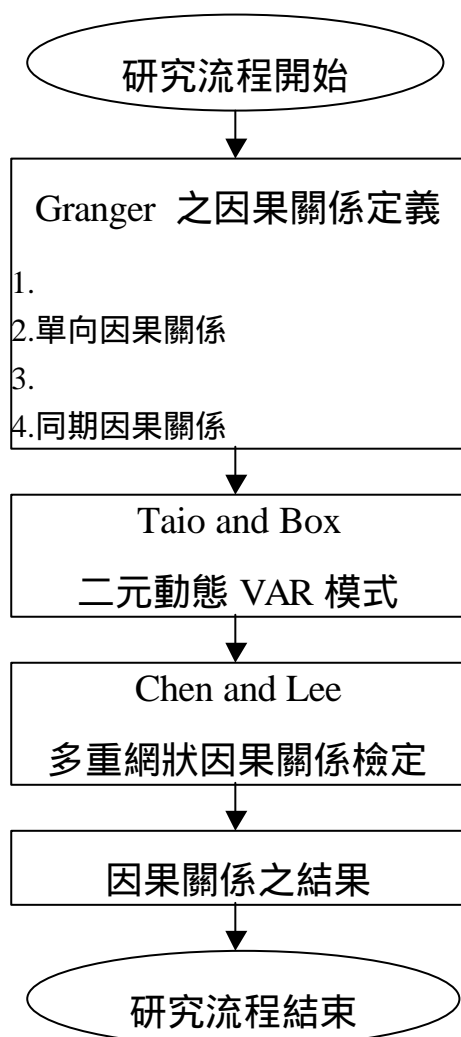 研究流程開始
Granger 之因果關係定義
1.
2.單向因果關係
3.
4.同期因果關係
Taio and Box
二元動態 VAR 模式
Chen and Lee
多重網狀因果關係檢定
因果關係之結果
研究流程結束